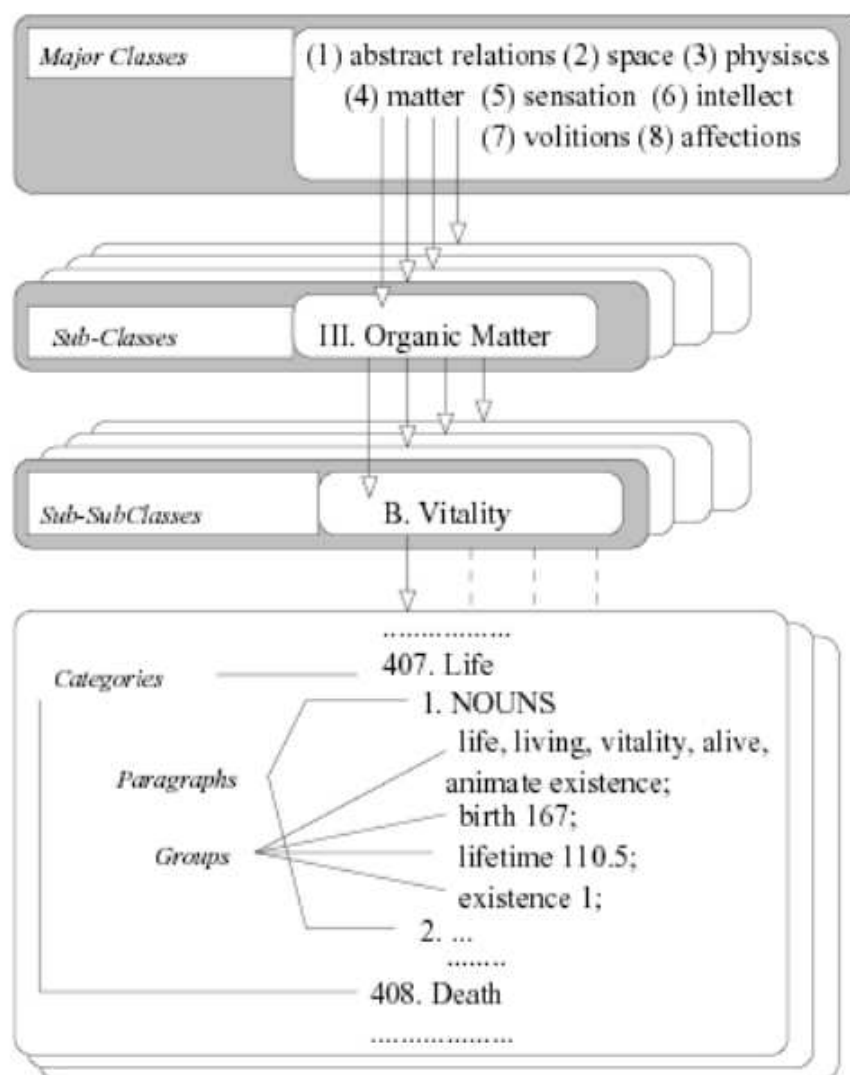 Major Classes
(1) abstract relations (2) space (3) physiscs
(4) matter (5) sensation (6) intellect
(7) volitions (8) affections
Sub-Classes
III. Organic Matter
Sub-SubClasses
B. Vitality
..................
Categories
407. Life
1. NOUNS
life, living, vitality, alive,
Paragraphs
animate existence;
birth 167;
Groups
lifetime 110.5;
existence 1;
2. ...
........
408. Death
....................